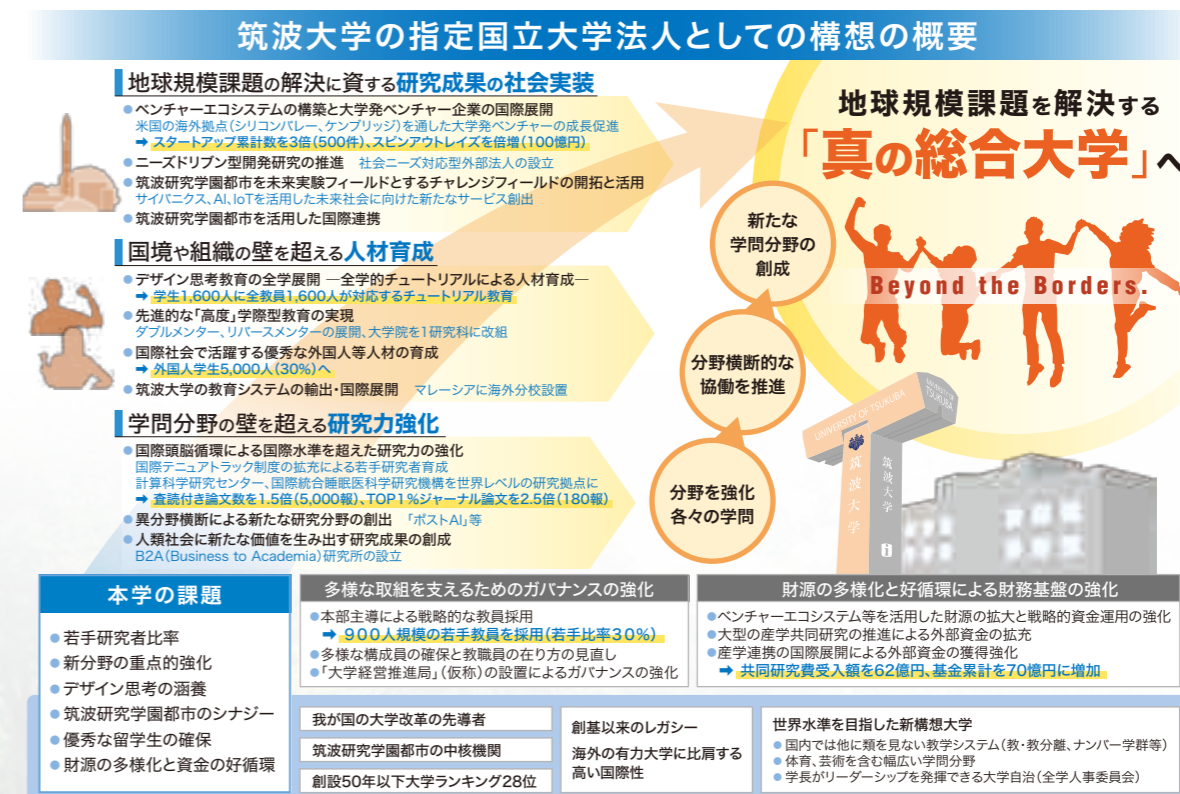 筑波大学の指定国立大学法人としての構想の概要
地球規模課題の解決に資する研究成果の社会実装
●ベンチャーエコシステムの構築と大学発ベンチャー企業の国際展開
米国の海外拠点（シリコンバレー、ケンブリッジ）を通した大学発ベンチャーの成長促進
➡ スタートアップ累計数を3倍（500件）、スピンアウトレイズを倍増（100億円）
●ニーズドリブン型開発研究の推進　社会ニーズ対応型外部法人の設立
●筑波研究学園都市を未来実験フィールドとするチャレンジフィールドの開拓と活用
サイバニクス、AI、IoTを活用した未来社会に向けた新たなサービス創出
●筑波研究学園都市を活用した国際連携
国境や組織の壁を超える人材育成
●デザイン思考教育の全学展開 ―全学的チュートリアルによる人材育成―
➡ 学生1,600人に全教員1,600人が対応するチュートリアル教育
●先進的な「高度」学際型教育の実現
ダブルメンター、リバースメンターの展開、大学院を1研究科に改組
●国際社会で活躍する優秀な外国人等人材の育成
➡ 外国人学生5,000人（30%）へ
●筑波大学の教育システムの輸出・国際展開　マレーシアに海外分校設置
学問分野の壁を超える研究力強化
●国際頭脳循環による国際水準を超えた研究力の強化
国際テニュアトラック制度の拡充による若手研究者育成
計算科学研究センター、国際統合睡眠医科学研究機構を世界レベルの研究拠点に
➡ 査読付き論文数を1.5倍（5,000報）、TOP1%ジャーナル論文を2.5倍（180報）
●異分野横断による新たな研究分野の創出　「ポストAI」等
●人類社会に新たな価値を生み出す研究成果の創成
B2A（Business to Academia）研究所の設立
地球規模課題を解決する
「真の総合大学」へ
Beyond the Borders.
新たな
学問分野の
創成
分野横断的な
協働を推進
分野を強化
各々の学問
UNIVERSITY OF TSUKUBA
UNIVERSITY OF
TSUKUBA
筑波大学
筑波大学
i
本学の課題
●若手研究者比率
●新分野の重点的強化
●デザイン思考の涵養
●筑波研究学園都市のシナジー
●優秀な留学生の確保
●財源の多様化と資金の好循環
多様な取組を支えるためのガバナンスの強化
●本部主導による戦略的な教員採用
➡ ９００人規模の若手教員を採用（若手比率３０％）
●多様な構成員の確保と教職員の在り方の見直し
●「大学経営推進局」（仮称）の設置によるガバナンスの強化
財源の多様化と好循環による財務基盤の強化
●ベンチャーエコシステム等を活用した財源の拡大と戦略的資金運用の強化
●大型の産学共同研究の推進による外部資金の拡充
●産学連携の国際展開による外部資金の獲得強化
➡ 共同研究費受入額を62億円、基金累計を70億円に増加
我が国の大学改革の先導者
筑波研究学園都市の中核機関
創設50年以下大学ランキング28位
創基以来のレガシー
海外の有力大学に比肩する
高い国際性
世界水準を目指した新構想大学
●国内では他に類を見ない教学システム（教・教分離、ナンバー学群等）
●体育、芸術を含む幅広い学問分野
●学長がリーダーシップを発揮できる大学自治（全学人事委員会）